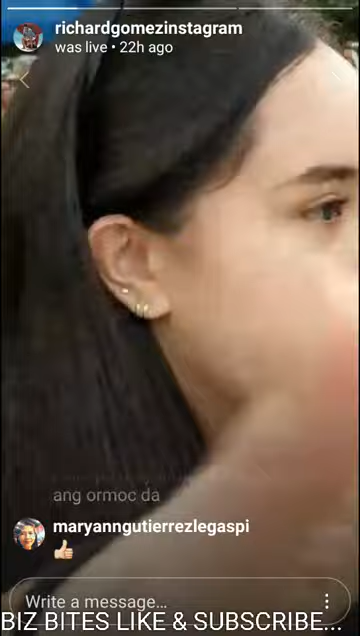 richardgomezinstagram
was live • 22h ago
ang ormoc da
maryanngutierrezlegaspi
Write a message...
BIZ BITES LIKE & SUBSCRIBE...